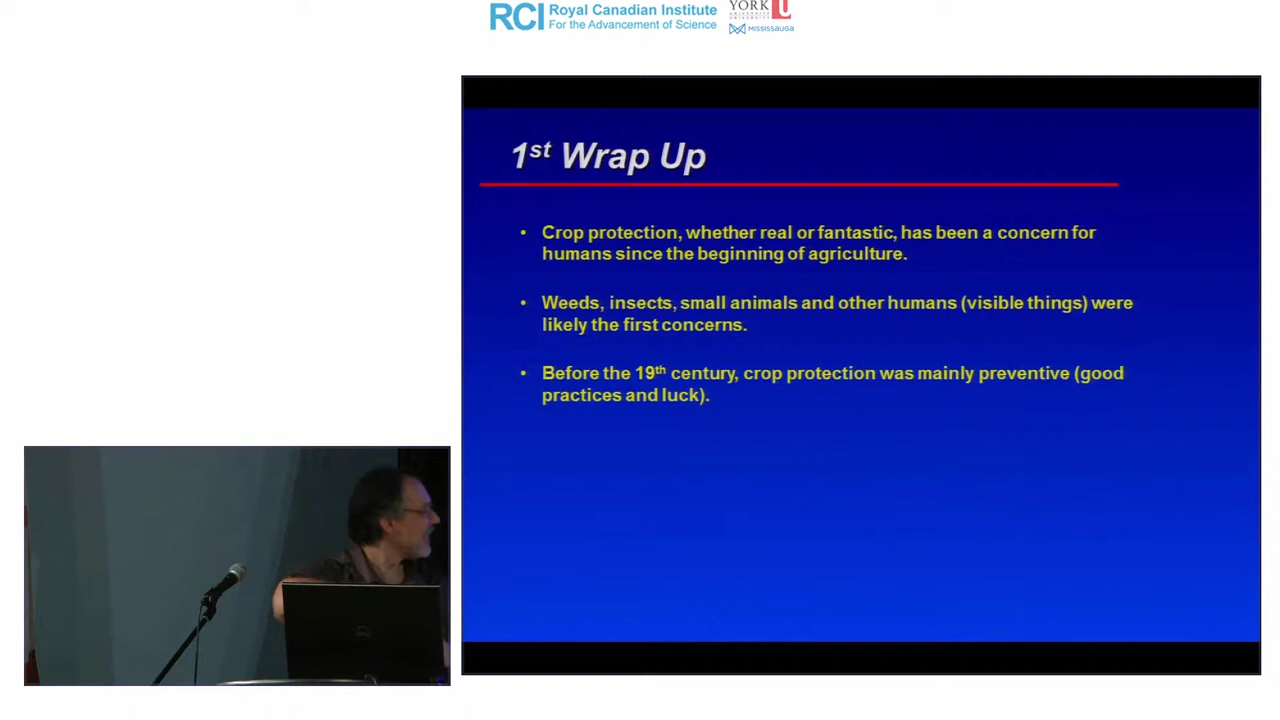 RCI Royal Canadian Institute
For the Advancement of Science
YORK U
MISSISSAUGA
1st Wrap Up
• Crop protection, whether real or fantastic, has been a concern for
humans since the beginning of agriculture.
• Weeds, insects, small animals and other humans (visible things) were
likely the first concerns.
• Before the 19th century, crop protection was mainly preventive (good
practices and luck).